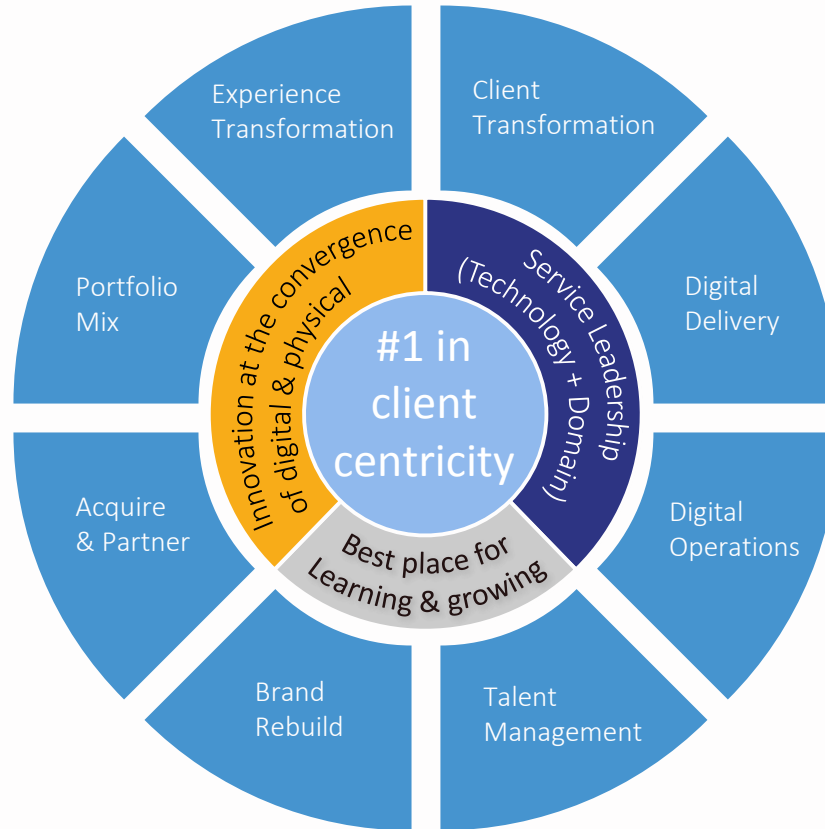 Experience
Transformation
Client
Transformation
Portfolio
Mix
Digital
Delivery
Innovation at the convergence
of digital & physical
Service Leadership
(Technology + Domain)
#1 in
client
centricity
Best place for
Learning & growing
Acquire
& Partner
Digital
Operations
Brand
Rebuild
Talent
Management